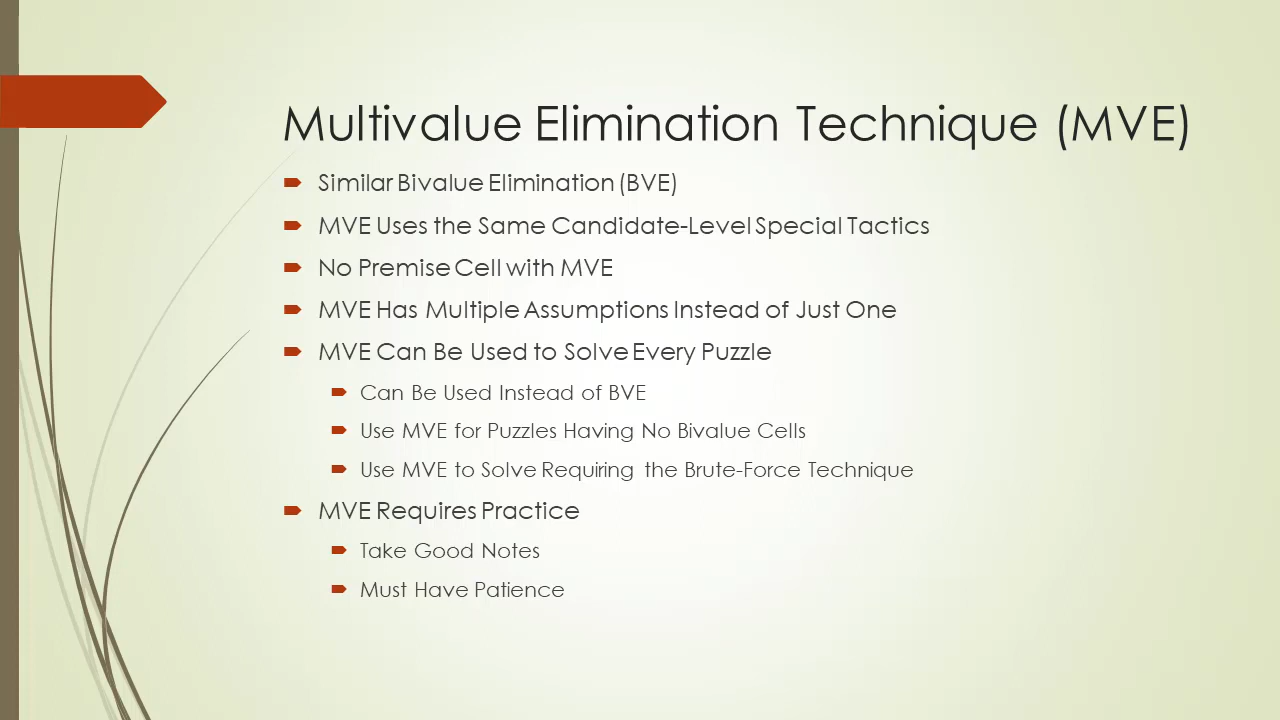 Multivalue Elimination Technique (MVE)
Similar Bivalue Elimination (BVE)
MVE Uses the Same Candidate-Level Special Tactics
No Premise Cell with MVE
MVE Has Multiple Assumptions Instead of Just One
MVE Can Be Used to Solve Every Puzzle
Can Be Used Instead of BVE
Use MVE for Puzzles Having No Bivalue Cells
Use MVE to Solve Requiring the Brute-Force Technique
MVE Requires Practice
Take Good Notes
Must Have Patience